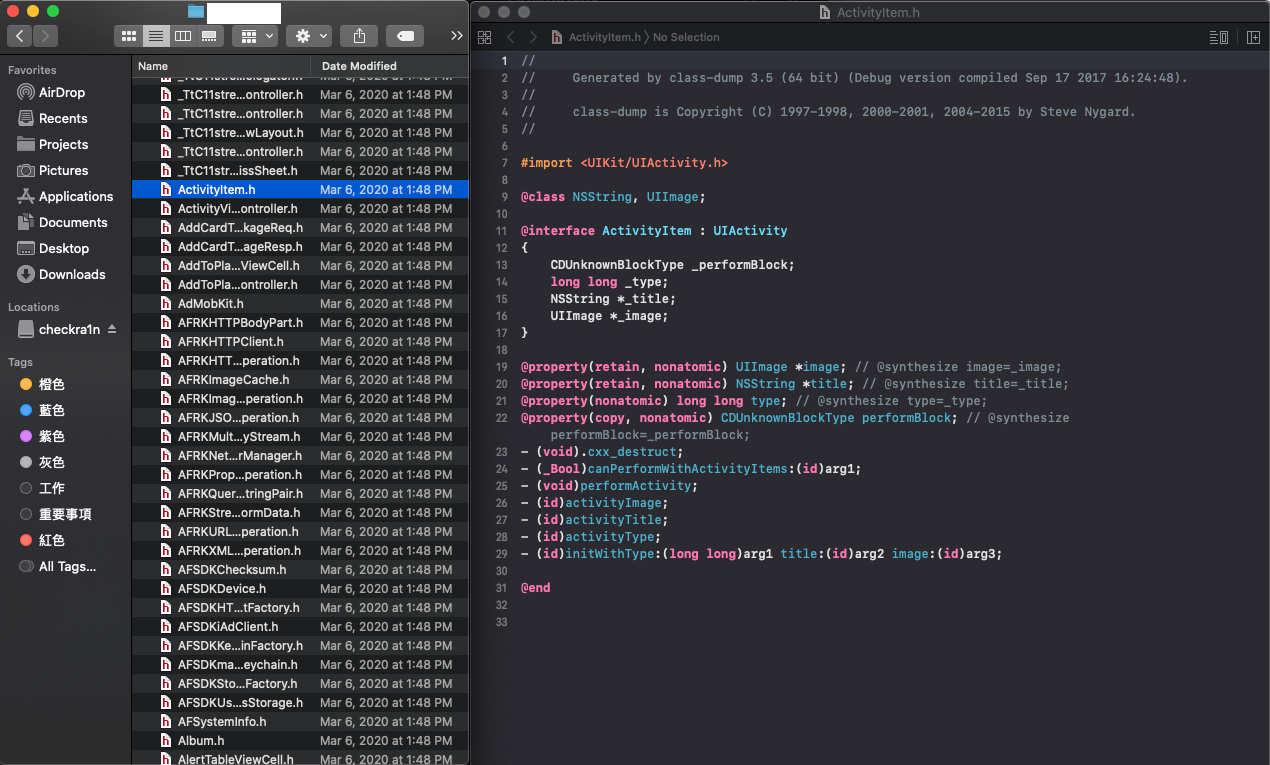 ActivityItem.h
ActivityItem.h 〉 No Selection
Favorites
AirDrop
Recents
Projects
Pictures
Applications
Documents
Desktop
Downloads
Locations
checkra1n
Tags
橙色
藍色
紫色
灰色
工作
重要事項
紅色
All Tags...
Name Date Modified
Mar 6, 2020 at 1:48 PM
_TtC11stre...ontroller.h Mar 6, 2020 at 1:48 PM
_TtC11stre...ontroller.h Mar 6, 2020 at 1:48 PM
_TtC11stre...wLayout.h Mar 6, 2020 at 1:48 PM
_TtC11stre...ontroller.h Mar 6, 2020 at 1:48 PM
_TtC11str...issSheet.h Mar 6, 2020 at 1:48 PM
ActivityItem.h Mar 6, 2020 at 1:48 PM
ActivityVi...ontroller.h Mar 6, 2020 at 1:48 PM
AddCardT...kageReq.h Mar 6, 2020 at 1:48 PM
AddCardT...ageResp.h Mar 6, 2020 at 1:48 PM
AddToPla...ViewCell.h Mar 6, 2020 at 1:48 PM
AddToPla...ontroller.h Mar 6, 2020 at 1:48 PM
AdMobKit.h Mar 6, 2020 at 1:48 PM
AFRKHTTPBodyPart.h Mar 6, 2020 at 1:48 PM
AFRKHTTPClient.h Mar 6, 2020 at 1:48 PM
AFRKHTT...peration.h Mar 6, 2020 at 1:48 PM
AFRKImageCache.h Mar 6, 2020 at 1:48 PM
AFRKImag...peration.h Mar 6, 2020 at 1:48 PM
AFRKJSO...peration.h Mar 6, 2020 at 1:48 PM
AFRKMult...yStream.h Mar 6, 2020 at 1:48 PM
AFRKNet...rManager.h Mar 6, 2020 at 1:48 PM
AFRKProp...peration.h Mar 6, 2020 at 1:48 PM
AFRKQuer...tringPair.h Mar 6, 2020 at 1:48 PM
AFRKStre...ormData.h Mar 6, 2020 at 1:48 PM
AFRKURL...peration.h Mar 6, 2020 at 1:48 PM
AFRKXML...peration.h Mar 6, 2020 at 1:48 PM
AFSDKChecksum.h Mar 6, 2020 at 1:48 PM
AFSDKDevice.h Mar 6, 2020 at 1:48 PM
AFSDKHT...tFactory.h Mar 6, 2020 at 1:48 PM
AFSDKiAdClient.h Mar 6, 2020 at 1:48 PM
AFSDKKe...inFactory.h Mar 6, 2020 at 1:48 PM
AFSDKma...eychain.h Mar 6, 2020 at 1:48 PM
AFSDKSto...Factory.h Mar 6, 2020 at 1:48 PM
AFSDKUs...sStorage.h Mar 6, 2020 at 1:48 PM
AFSystemInfo.h Mar 6, 2020 at 1:48 PM
Album.h Mar 6, 2020 at 1:48 PM
AlertTableViewCell.h Mar 6, 2020 at 1:48 PM
1 //
2 //      Generated by class-dump 3.5 (64 bit) (Debug version compiled Sep 17 2017 16:24:48).
3 //
4 //      class-dump is Copyright (C) 1997-1998, 2000-2001, 2004-2015 by Steve Nygard.
5 //
6
7 #import <UIKit/UIActivity.h>
8
9 @class NSString, UIImage;
10
11 @interface ActivityItem : UIActivity
12 {
13     CDUnknownBlockType _performBlock;
14     long long _type;
15     NSString *_title;
16     UIImage *_image;
17 }
18
19 @property(retain, nonatomic) UIImage *image; // @synthesize image=_image;
20 @property(retain, nonatomic) NSString *title; // @synthesize title=_title;
21 @property(nonatomic) long long type; // @synthesize type=_type;
22 @property(copy, nonatomic) CDUnknownBlockType performBlock; // @synthesize
performBlock=_performBlock;
23 - (void).cxx_destruct;
24 - (_Bool)canPerformWithActivityItems:(id)arg1;
25 - (void)performActivity;
26 - (id)activityImage;
27 - (id)activityTitle;
28 - (id)activityType;
29 - (id)initWithType:(long long)arg1 title:(id)arg2 image:(id)arg3;
30
31 @end
32
33